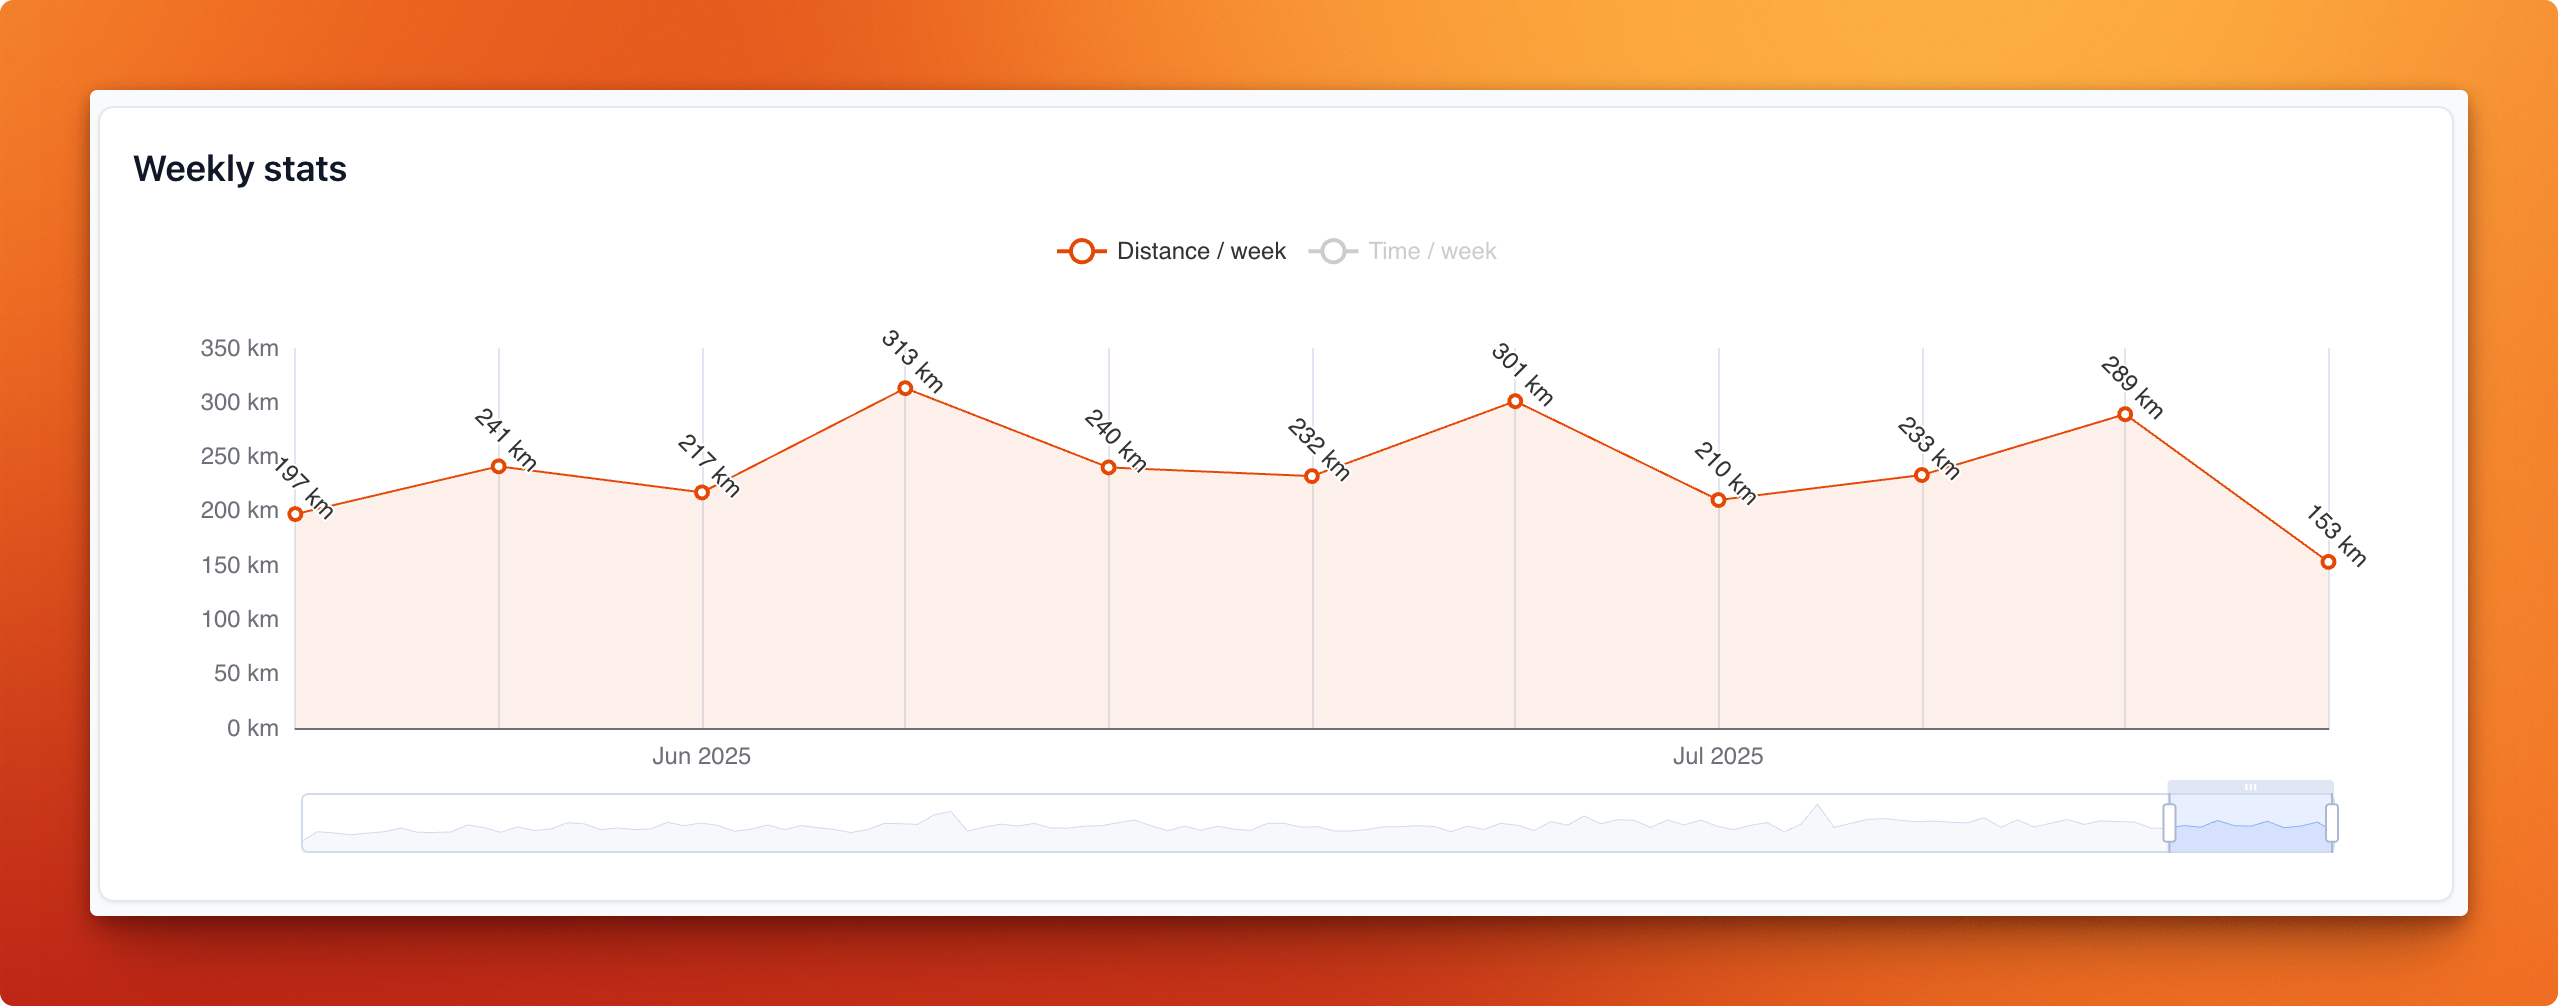 Weekly stats
Distance / week
Time / week
350 km
300 km
250 km
200 km
150 km
100 km
50 km
0 km
197 km
241 km
217 km
313 km
240 km
232 km
301 km
210 km
233 km
289 km
153 km
Jun 2025
Jul 2025